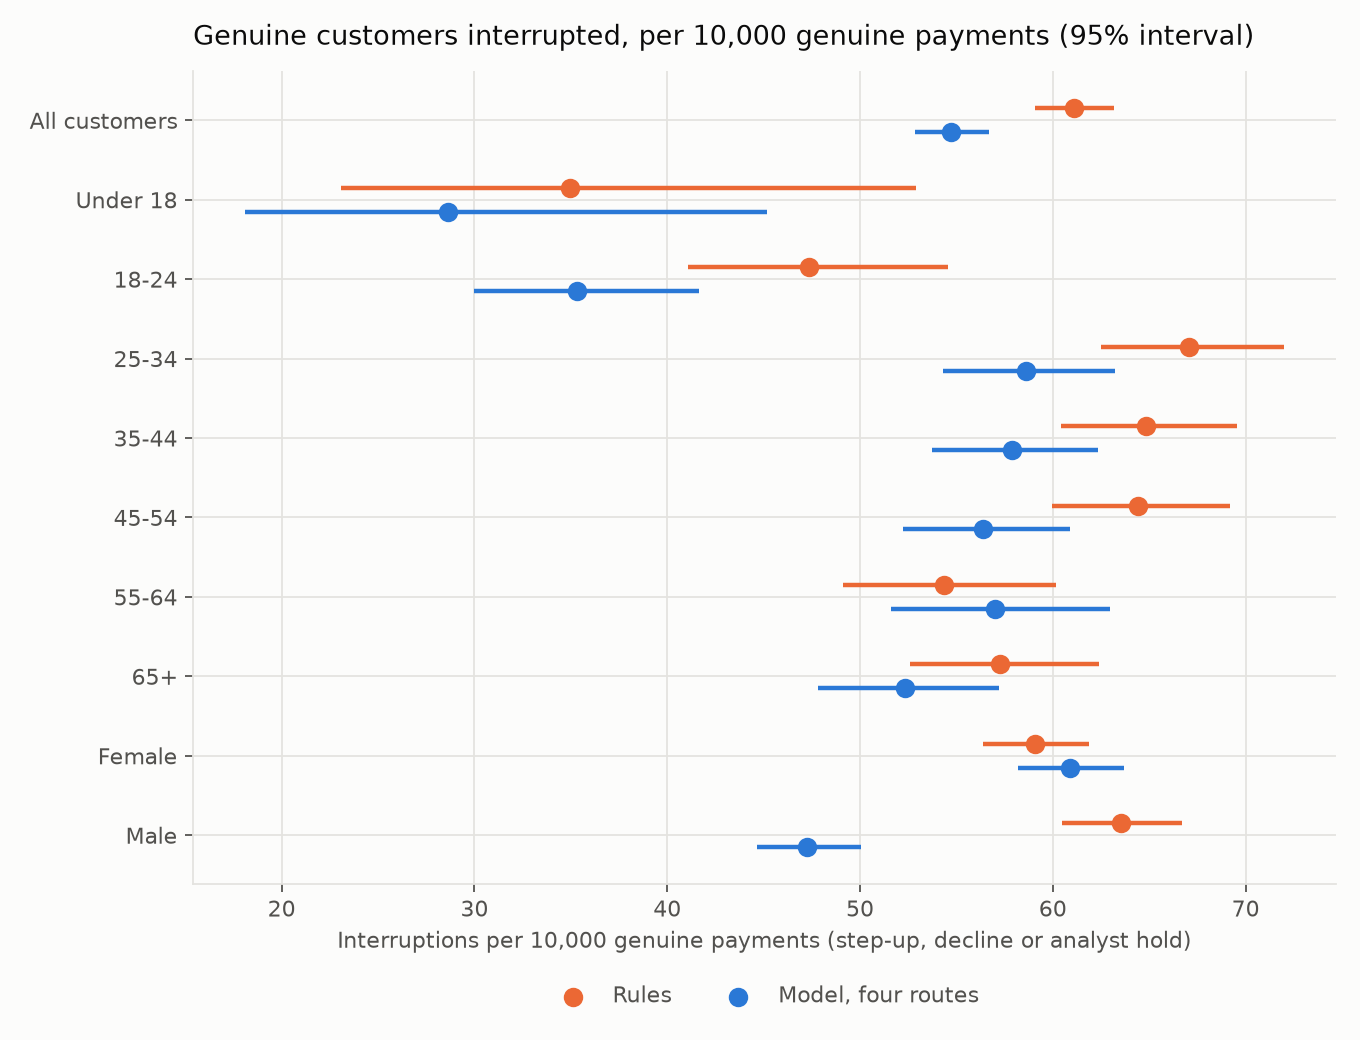 Genuine customers interrupted, per 10,000 genuine payments (95% interval)
All customers
Under 18
18-24
25-34
35-44
45-54
55-64
65+
Female
Male
20 30 40 50 60 70
Interruptions per 10,000 genuine payments (step-up, decline or analyst hold)
Rules Model, four routes